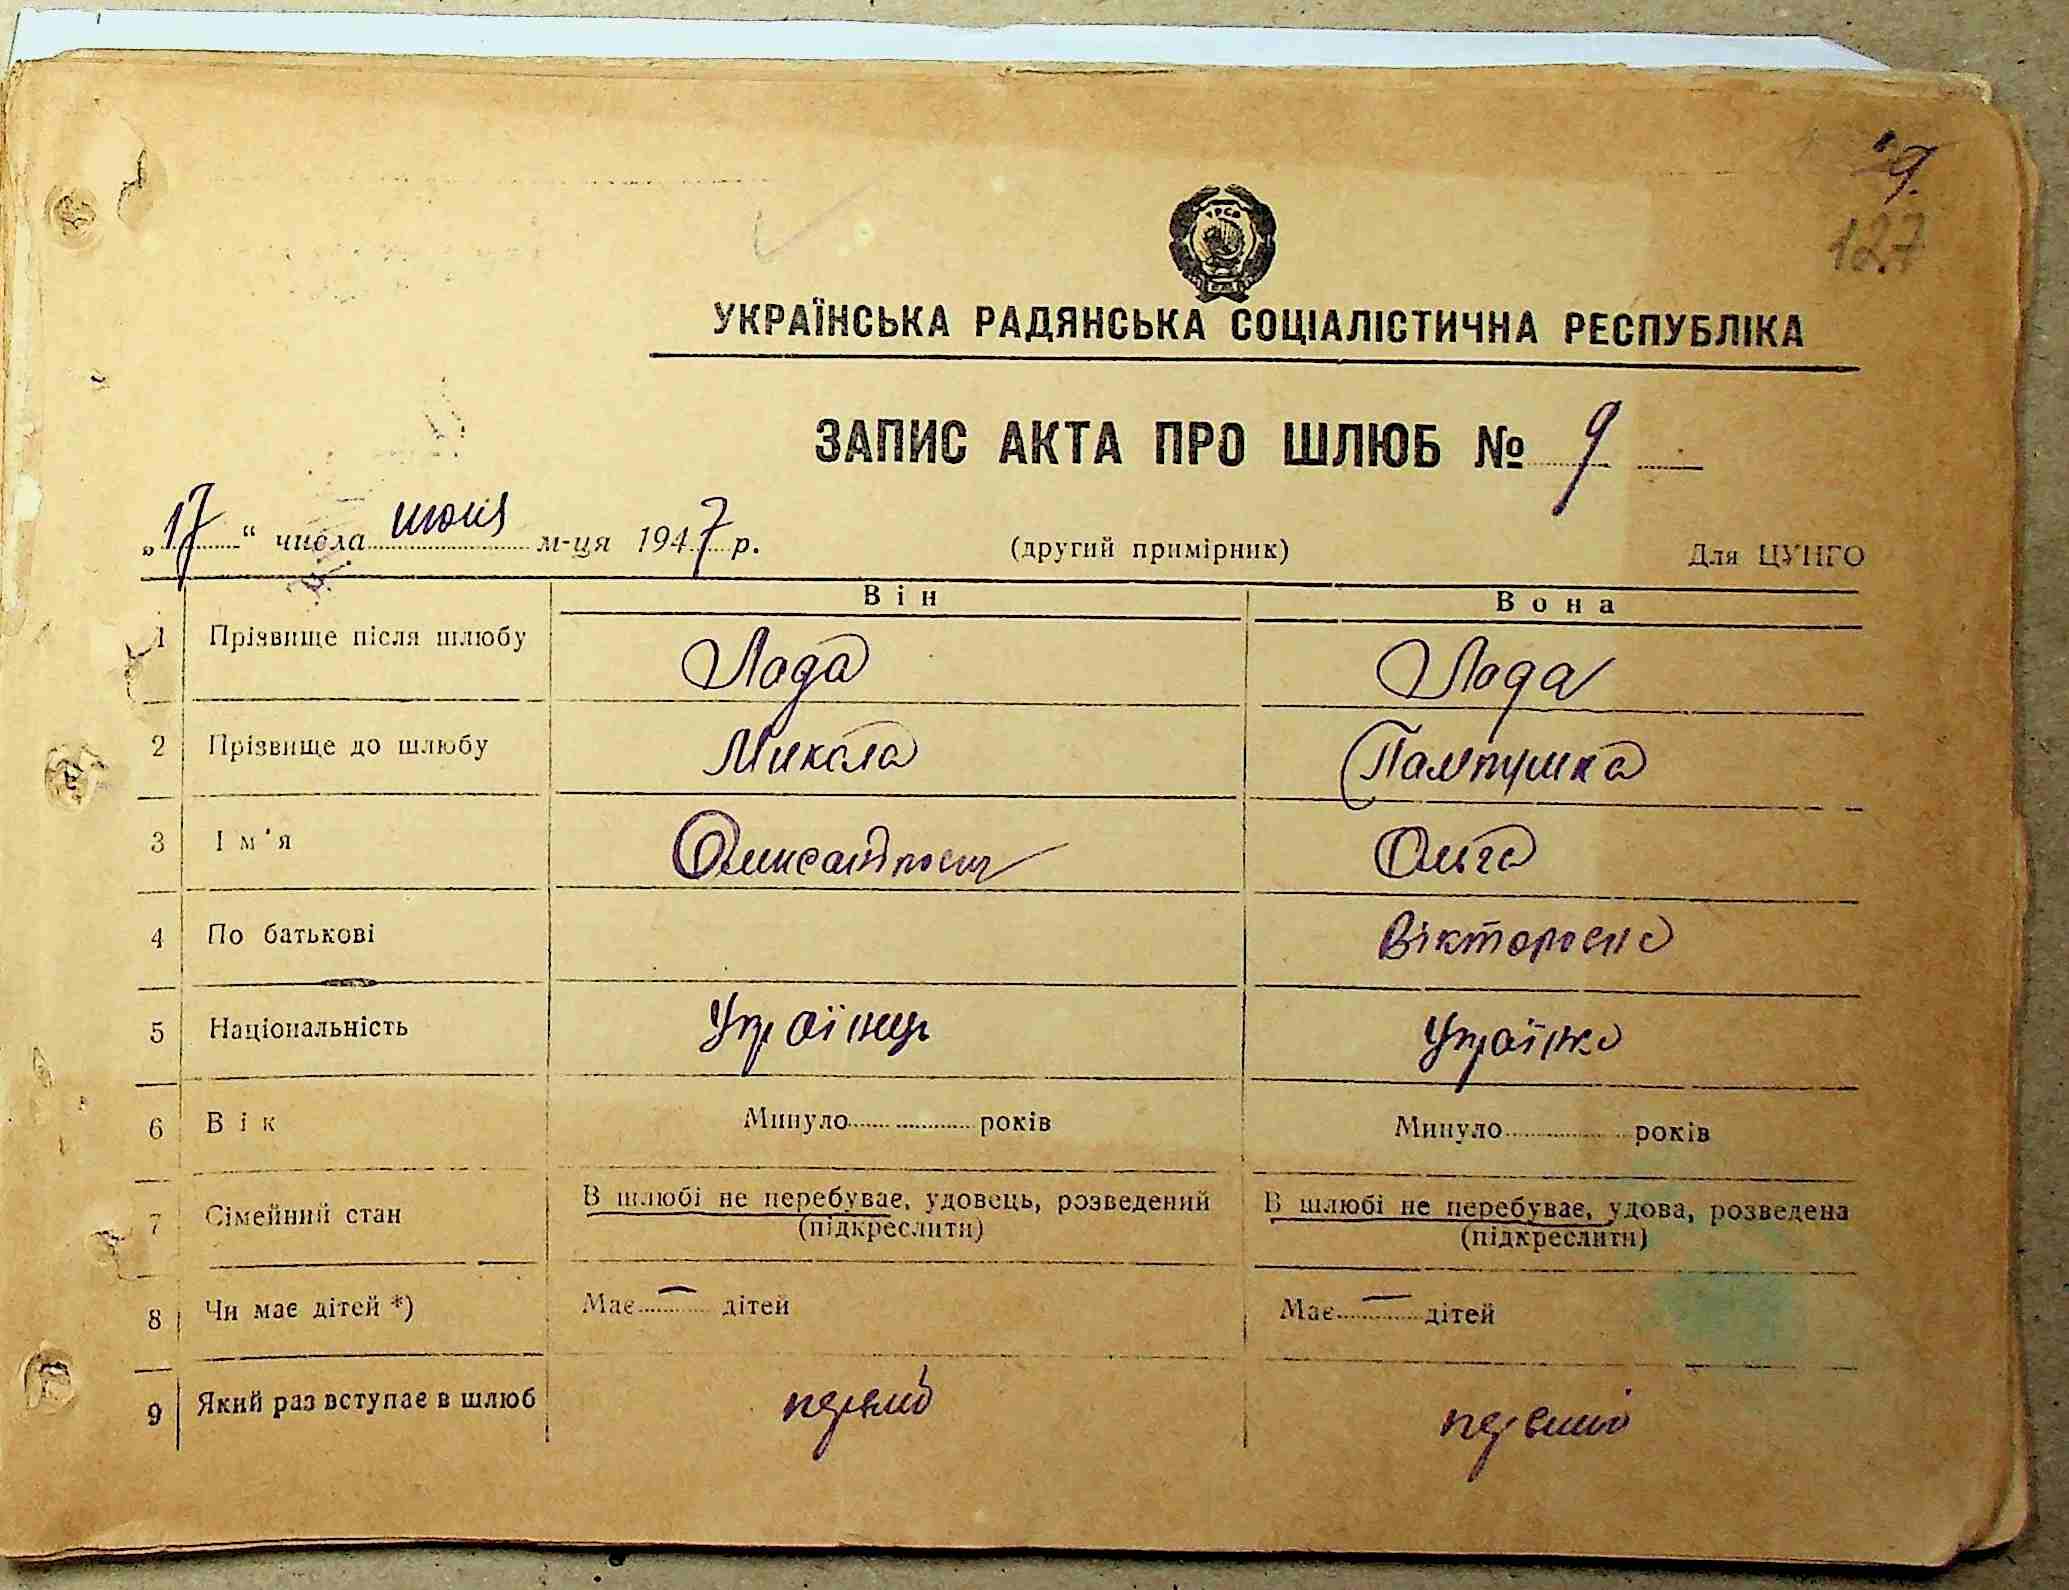 9.
127
УКРАЇНСЬКА РАДЯНСЬКА СОЦІАЛІСТИЧНА РЕСПУБЛІКА
ЗАПИС АКТА ПРО ШЛЮБ № 9
„17“ числа июня м-ця 1947 р. (другий примірник) Для ЦУНГО
Він Вона
1 Прізвище після шлюбу Лода Лода
2 Прізвище до шлюбу Микола Пампушка
3 Ім'я Олександрович Ольга
4 По батькові Вікторовна
5 Національність Українець Українка
6 Вік Минуло років Минуло років
7 Сімейний стан В шлюбі не перебуває, удовець, розведений В шлюбі не перебуває, удова, розведена
(підкреслити) (підкреслити)
8 Чи має дітей *) Має — дітей Має — дітей
9 Який раз вступає в шлюб первий первий